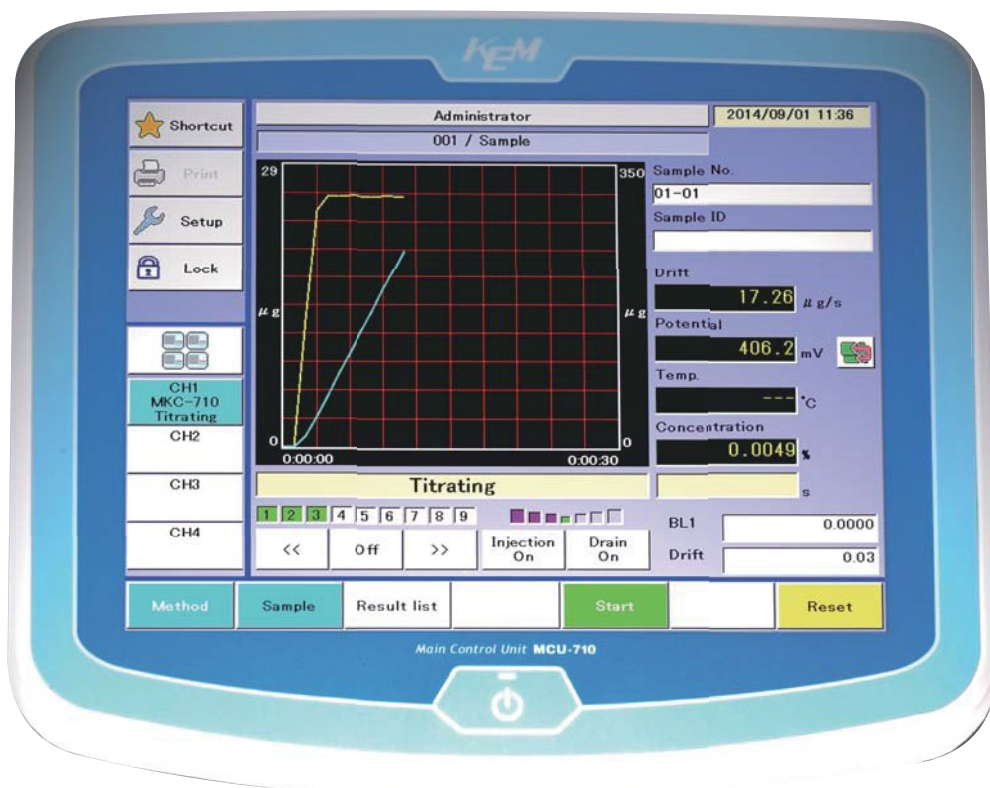 KEM
Shortcut
Print
Setup
Lock
CH1
MKC-710
Titrating
CH2
CH3
CH4
Administrator
2014/09/01 11:36
001 / Sample
29
350
μg
μg
0
0
0:00:00
0:00:30
Sample No.
01-01
Sample ID
Drift
17.26 μg/s
Potential
406.2 mV
Temp.
--- °C
Concentration
0.0049 %
Titrating
s
1 2 3 4 5 6 7 8 9
<< Off >> Injection On Drain On
BL1 0.0000
Drift 0.03
Method Sample Result list Start Reset
Main Control Unit MCU-710